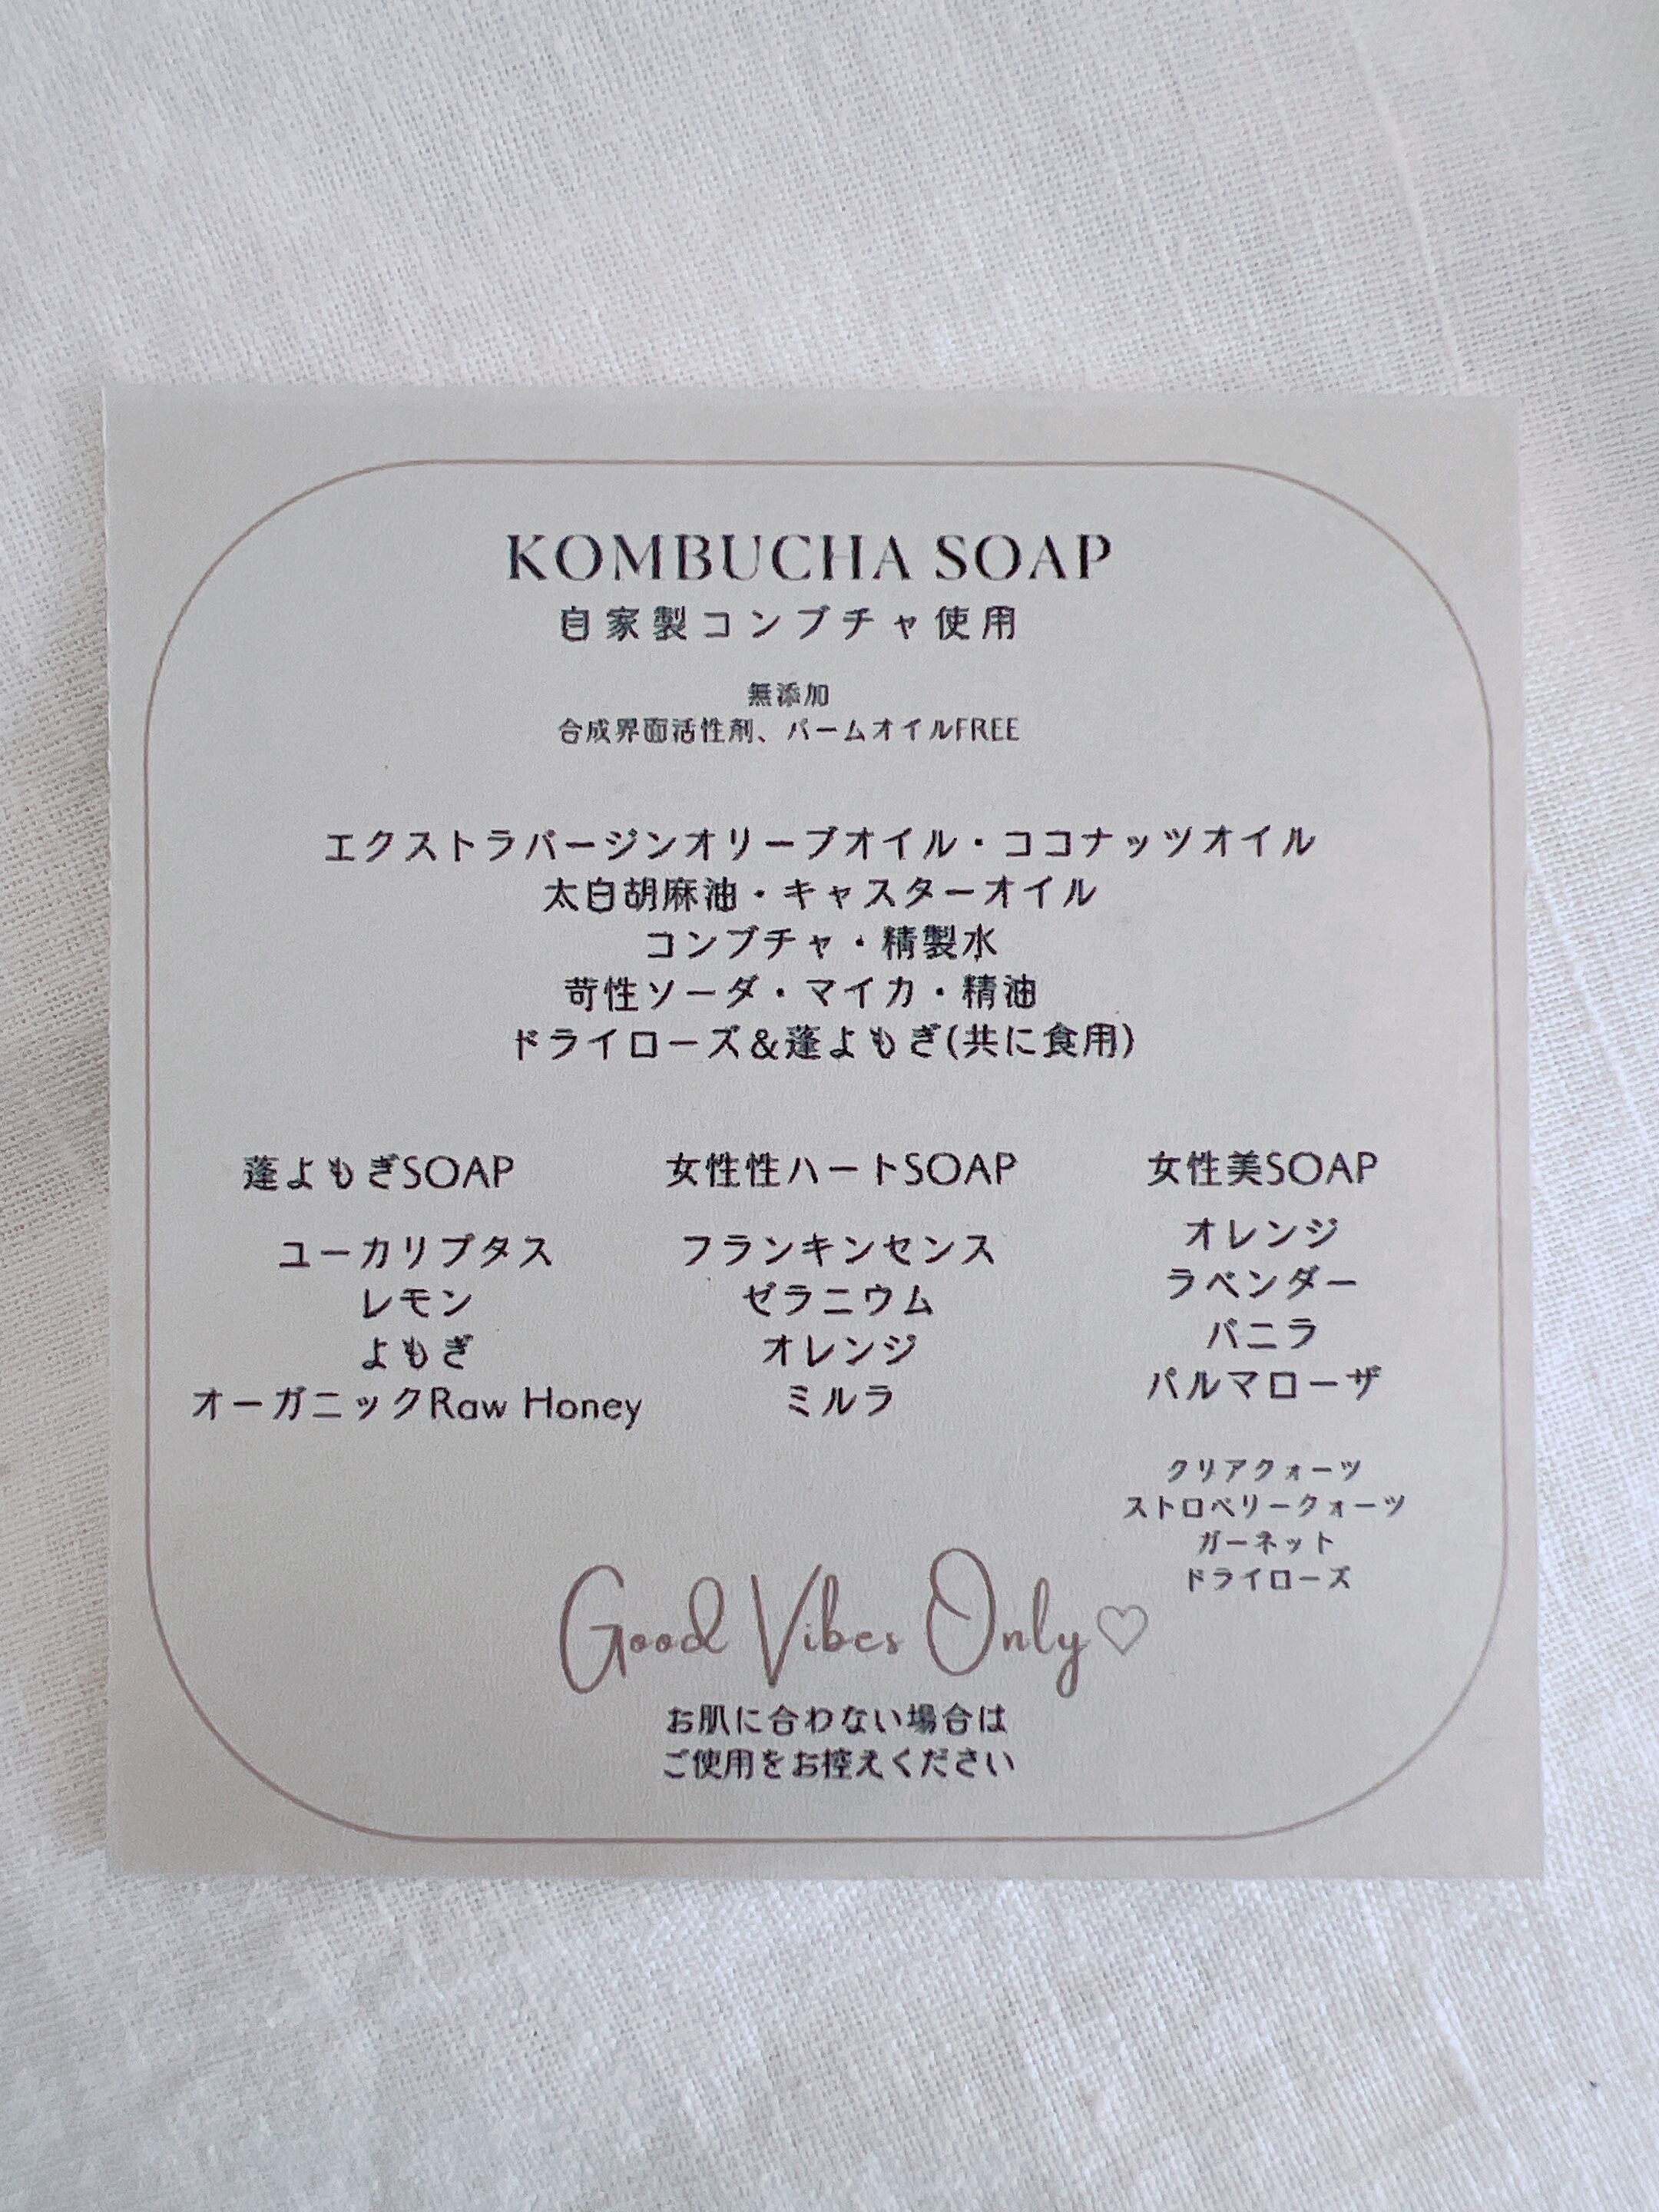 KOMBUCHA SOAP
自家製コンブチャ使用
無添加
合成界面活性剤、パームオイルFREE
エクストラバージンオリーブオイル・ココナッツオイル
太白胡麻油・キャスターオイル
コンブチャ・精製水
苛性ソーダ・マイカ・精油
ドライローズ&蓬よもぎ(共に食用)
蓬よもぎSOAP
ユーカリプタス
レモン
よもぎ
オーガニックRaw Honey
女性性ハートSOAP
フランキンセンス
ゼラニウム
オレンジ
ミルラ
女性美SOAP
オレンジ
ラベンダー
バニラ
パルマローザ
クリアクォーツ
ストロベリークォーツ
ガーネット
ドライローズ
Good Vibes Only♡
お肌に合わない場合は
ご使用をお控えください